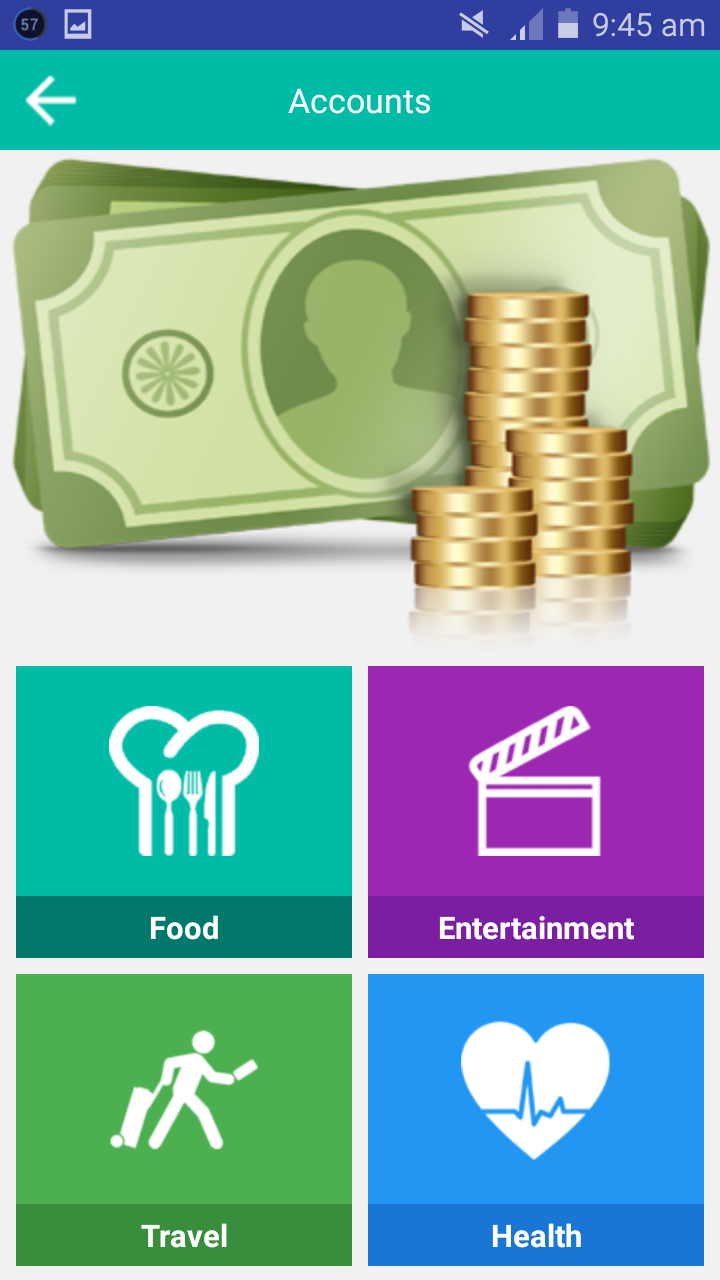 57
9:45 am
Accounts
Food
Entertainment
Travel
Health